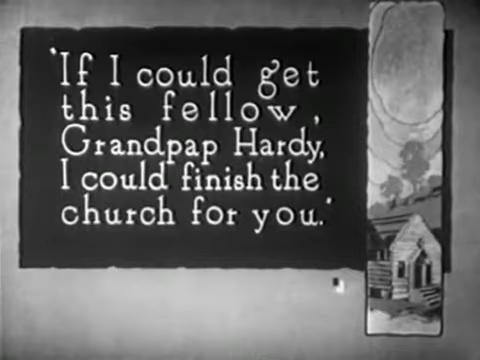 "If I could get
this fellow,
Grandpap Hardy,
I could finish the
church for you."